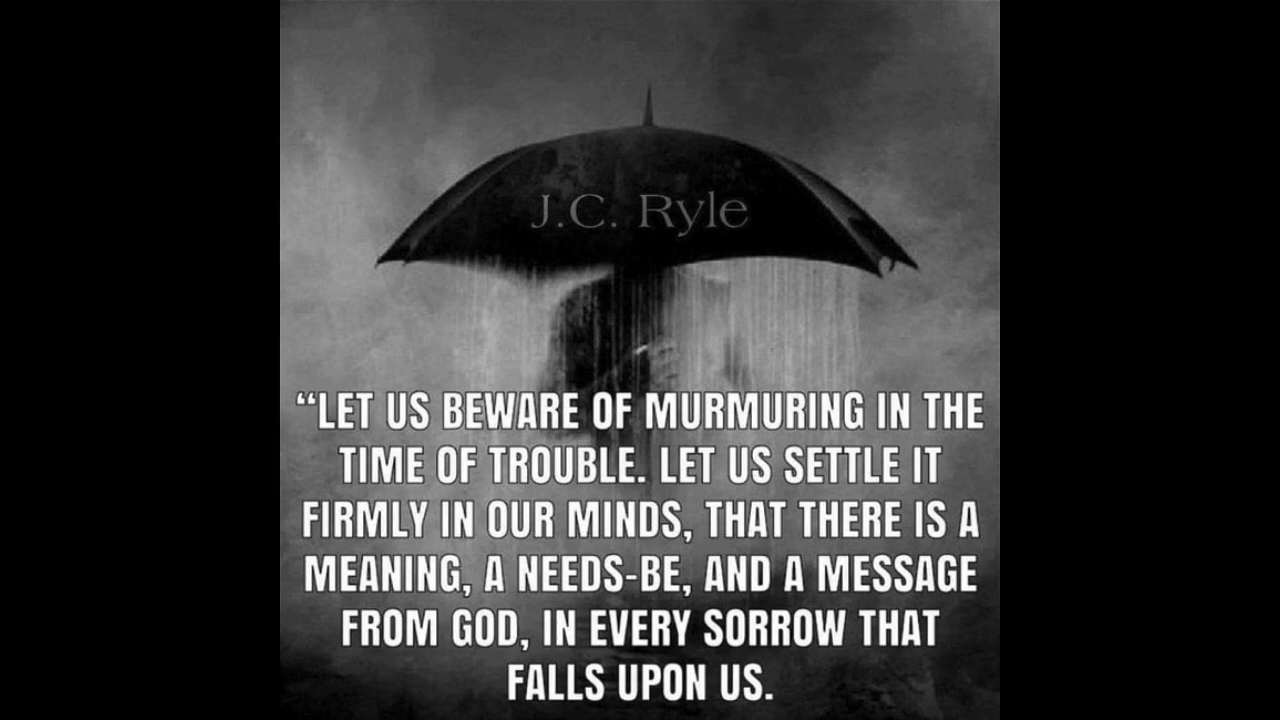 J.C. Ryle
“LET US BEWARE OF MURMURING IN THE
TIME OF TROUBLE. LET US SETTLE IT
FIRMLY IN OUR MINDS, THAT THERE IS A
MEANING, A NEEDS-BE, AND A MESSAGE
FROM GOD, IN EVERY SORROW THAT
FALLS UPON US.